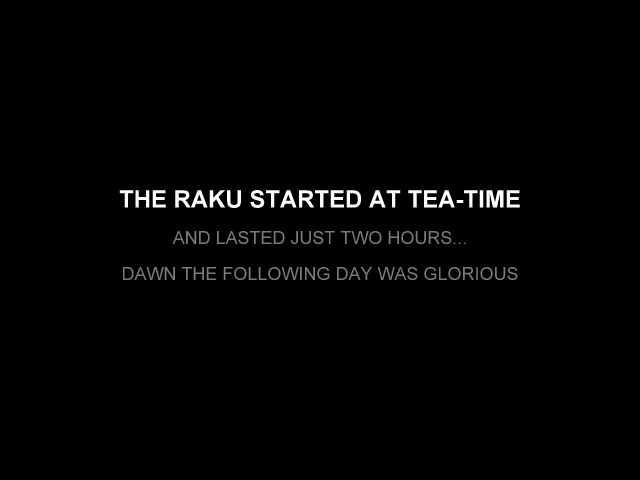 THE RAKU STARTED AT TEA-TIME
AND LASTED JUST TWO HOURS...
DAWN THE FOLLOWING DAY WAS GLORIOUS